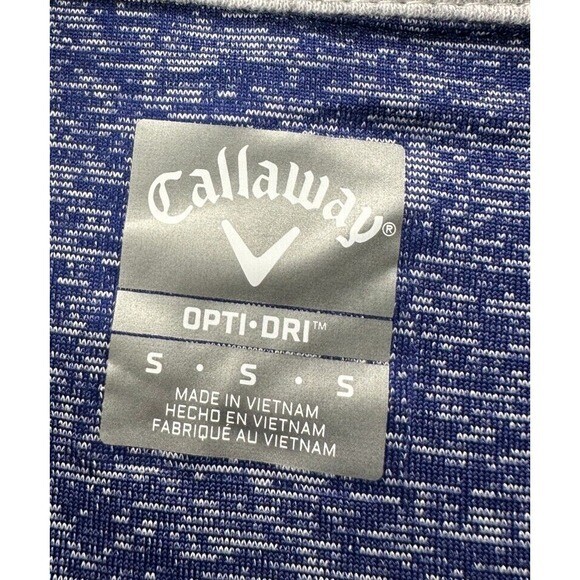 Callaway®
OPTI·DRI™
S · S · S
MADE IN VIETNAM
HECHO EN VIETNAM
FABRIQUÉ AU VIETNAM